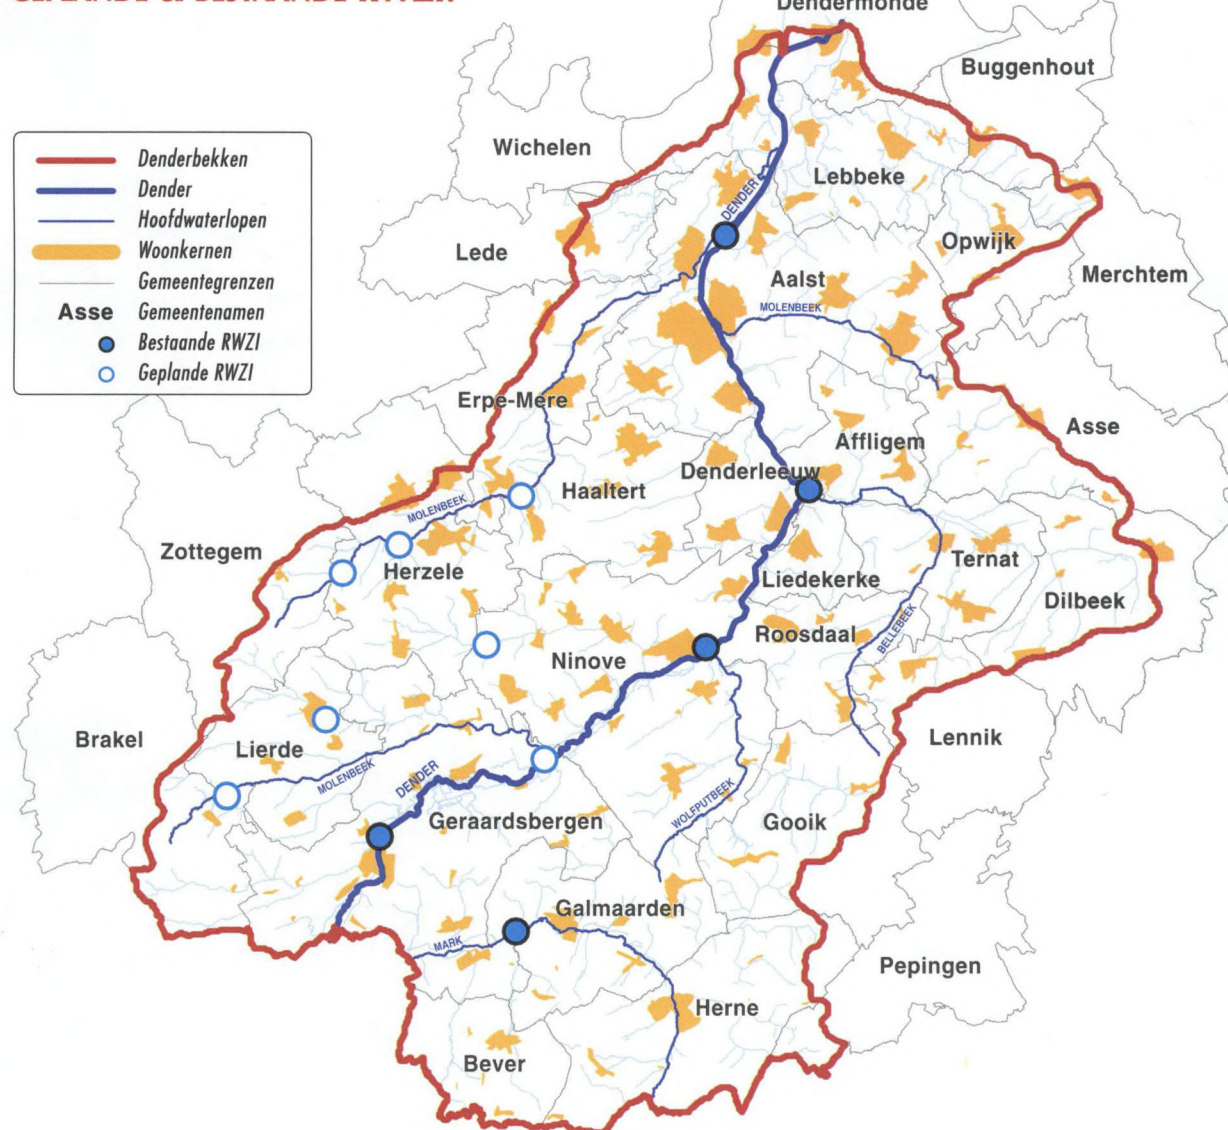 Dendermonde
Buggenhout
Wichelen
Denderbekken
Dender
Hoofdwaterlopen
Woonkernen
Gemeentegrenzen
Asse Gemeentenamen
Bestaande RWZI
Geplande RWZI
Lebbeke
DENDER
Lede
Opwijk
Aalst
Merchtem
MOLENBEEK
Erpe-Mere
Asse
Affligem
Denderleeuw
Haaltert
MOLENBEEK
Zottegem
Herzele
Ternat
Liedekerke
Dilbeek
Roosdaal
BELLEBEEK
Ninove
Brakel
Lierde
Lennik
MOLENBEEK
DENDER
WOLFPUTBEEK
Geraardsbergen
Gooik
Galmaarden
MARK
Pepingen
Herne
Bever